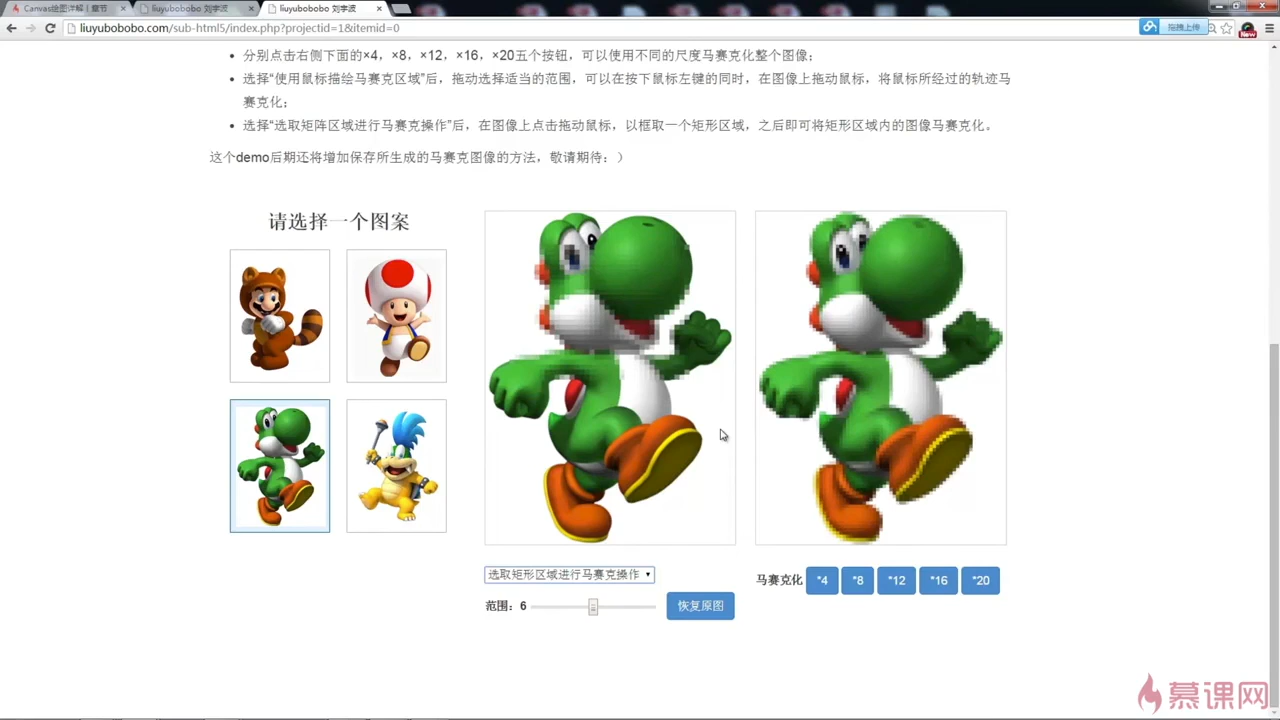 Canvas绘图详解丨章节
liuyubobobo 刘宇波
liuyubobobo 刘宇波
liuyubobobo.com/sub-html5/index.php?projectid=1&itemid=0
拖拽上传
New
• 分别点击右侧下面的×4，×8，×12，×16，×20五个按钮，可以使用不同的尺度马赛克化整个图像；
• 选择“使用鼠标描绘马赛克区域”后，拖动选择适当的范围，可以在按下鼠标左键的同时，在图像上拖动鼠标，将鼠标所经过的轨迹马
赛克化；
• 选择“选取矩阵区域进行马赛克操作”后，在图像上点击拖动鼠标，以框取一个矩形区域，之后即可将矩形区域内的图像马赛克化。
这个demo后期还将增加保存所生成的马赛克图像的方法，敬请期待：）
请选择一个图案
选取矩形区域进行马赛克操作
马赛克化 *4 *8 *12 *16 *20
范围：6
恢复原图
慕课网